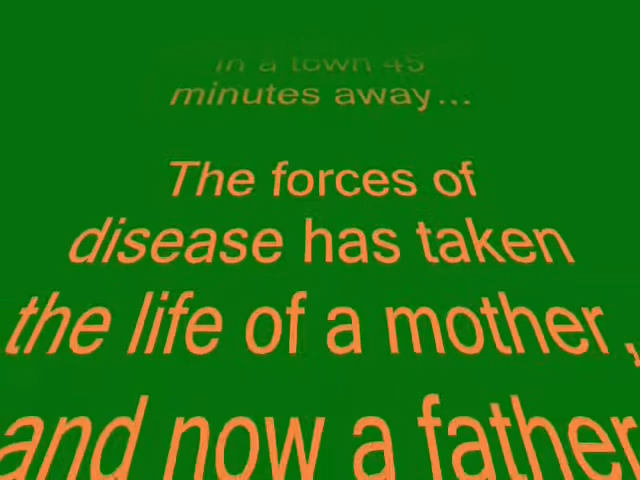 in a town 45
minutes away...
The forces of
disease has taken
the life of a mother,
and now a father